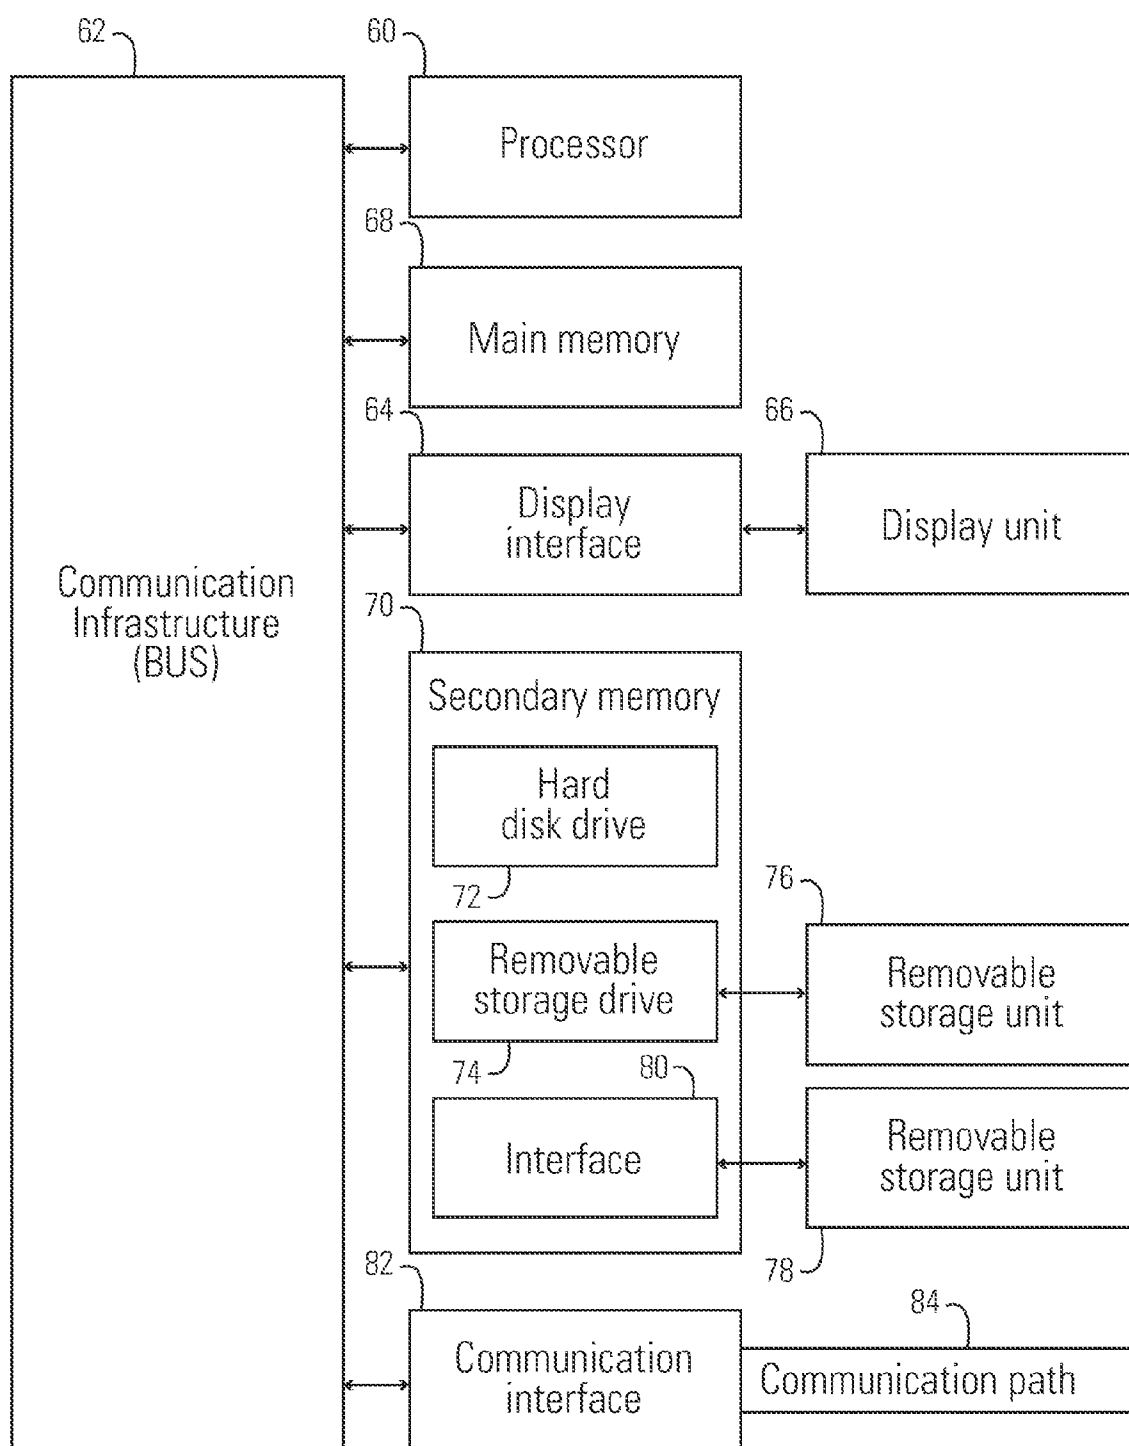 62
60
Processor
68
Main memory
64
66
Display
interface
Display unit
Communication
Infrastructure
(BUS)
70
Secondary memory
Hard
disk drive
72
76
Removable
storage drive
Removable
storage unit
74
80
Interface
Removable
storage unit
78
82
84
Communication
interface
Communication path